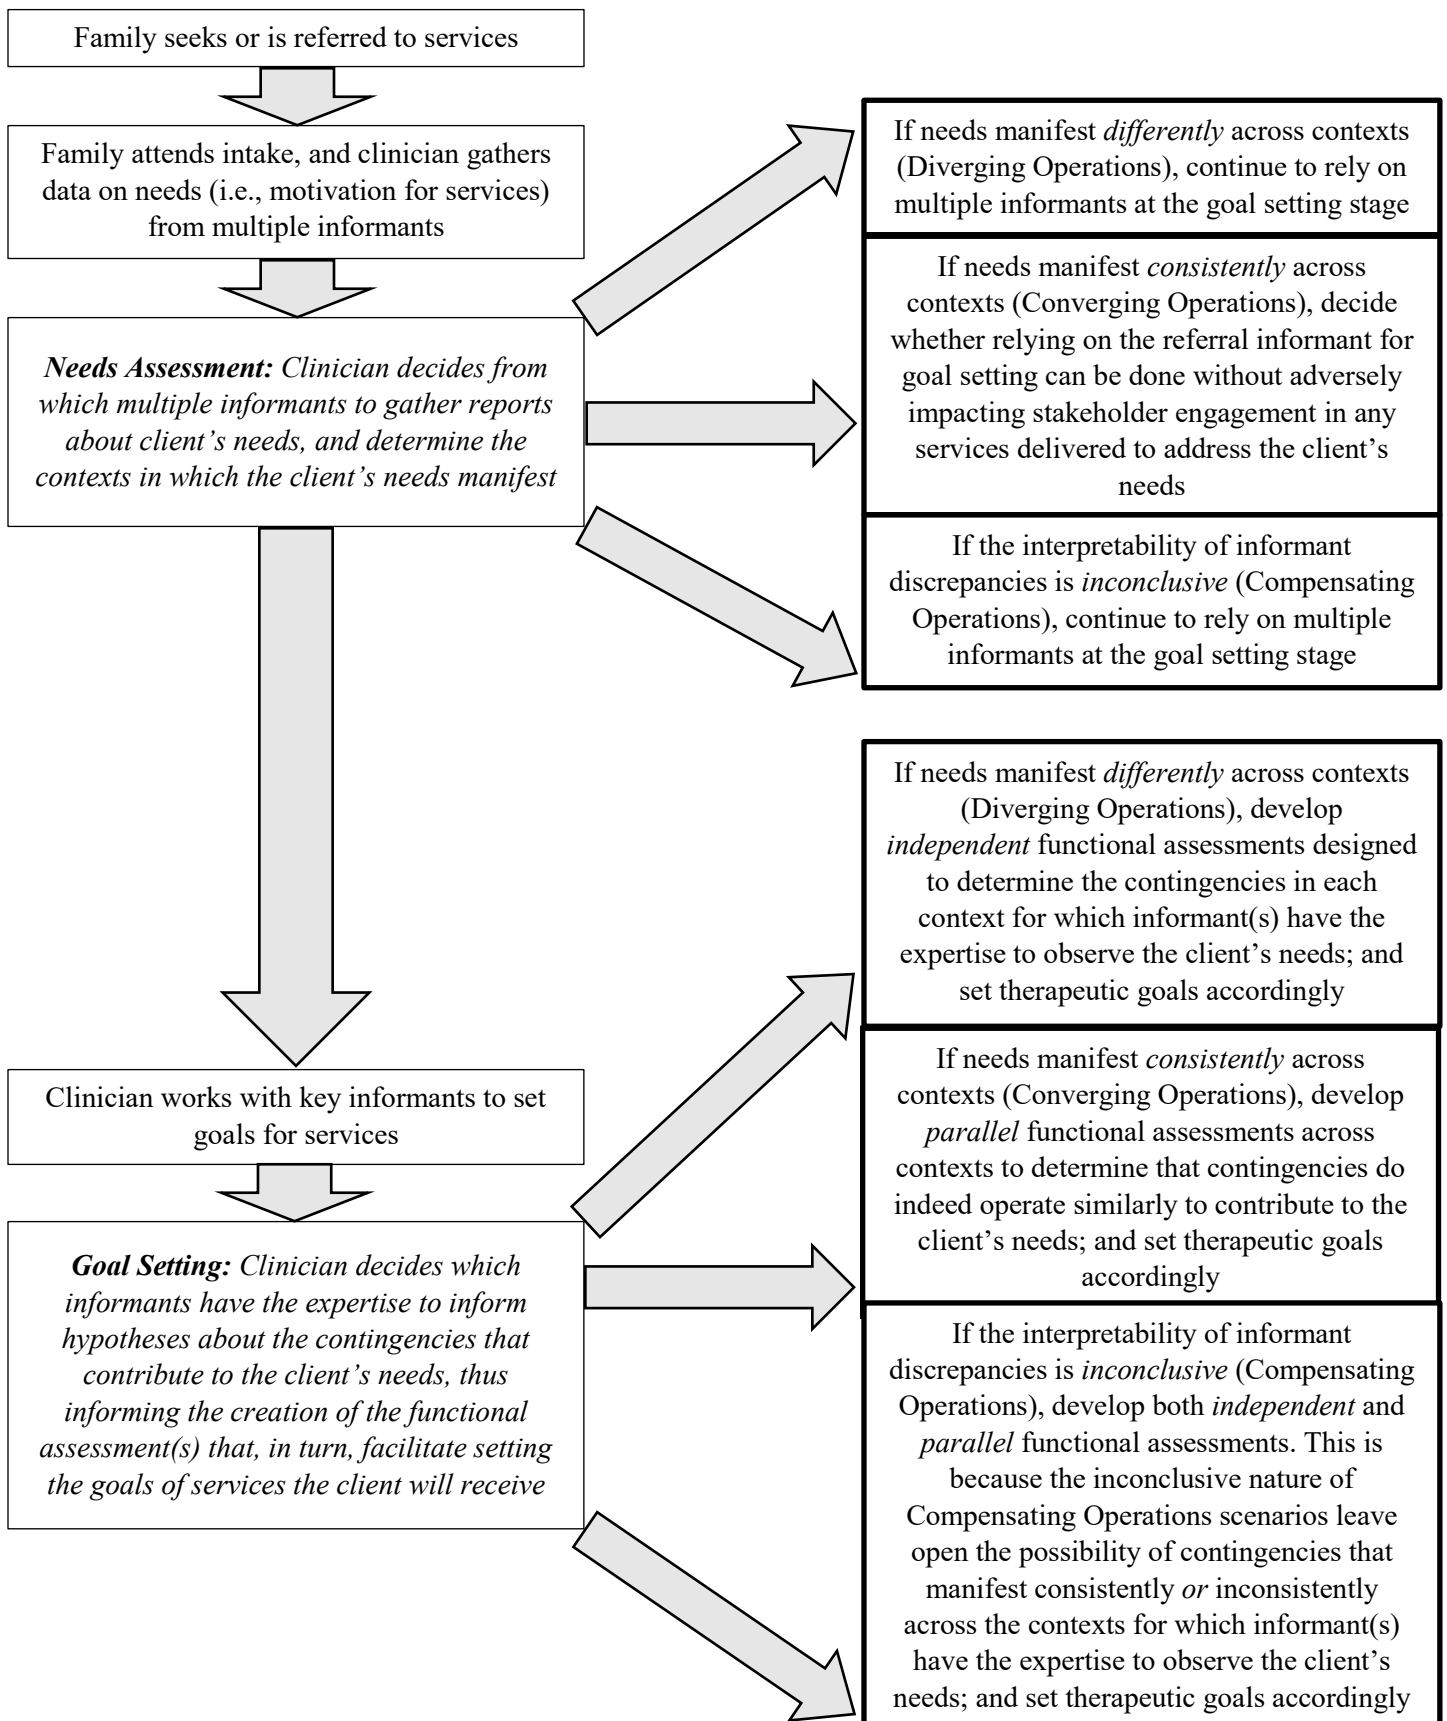 Family seeks or is referred to services
Family attends intake, and clinician gathers
data on needs (i.e., motivation for services)
from multiple informants
Needs Assessment: Clinician decides from
which multiple informants to gather reports
about client’s needs, and determine the
contexts in which the client’s needs manifest
If needs manifest differently across contexts
(Diverging Operations), continue to rely on
multiple informants at the goal setting stage
If needs manifest consistently across
contexts (Converging Operations), decide
whether relying on the referral informant for
goal setting can be done without adversely
impacting stakeholder engagement in any
services delivered to address the client’s
needs
If the interpretability of informant
discrepancies is inconclusive (Compensating
Operations), continue to rely on multiple
informants at the goal setting stage
Clinician works with key informants to set
goals for services
Goal Setting: Clinician decides which
informants have the expertise to inform
hypotheses about the contingencies that
contribute to the client’s needs, thus
informing the creation of the functional
assessment(s) that, in turn, facilitate setting
the goals of services the client will receive
If needs manifest differently across contexts
(Diverging Operations), develop
independent functional assessments designed
to determine the contingencies in each
context for which informant(s) have the
expertise to observe the client’s needs; and
set therapeutic goals accordingly
If needs manifest consistently across
contexts (Converging Operations), develop
parallel functional assessments across
contexts to determine that contingencies do
indeed operate similarly to contribute to the
client’s needs; and set therapeutic goals
accordingly
If the interpretability of informant
discrepancies is inconclusive (Compensating
Operations), develop both independent and
parallel functional assessments. This is
because the inconclusive nature of
Compensating Operations scenarios leave
open the possibility of contingencies that
manifest consistently or inconsistently
across the contexts for which informant(s)
have the expertise to observe the client’s
needs; and set therapeutic goals accordingly